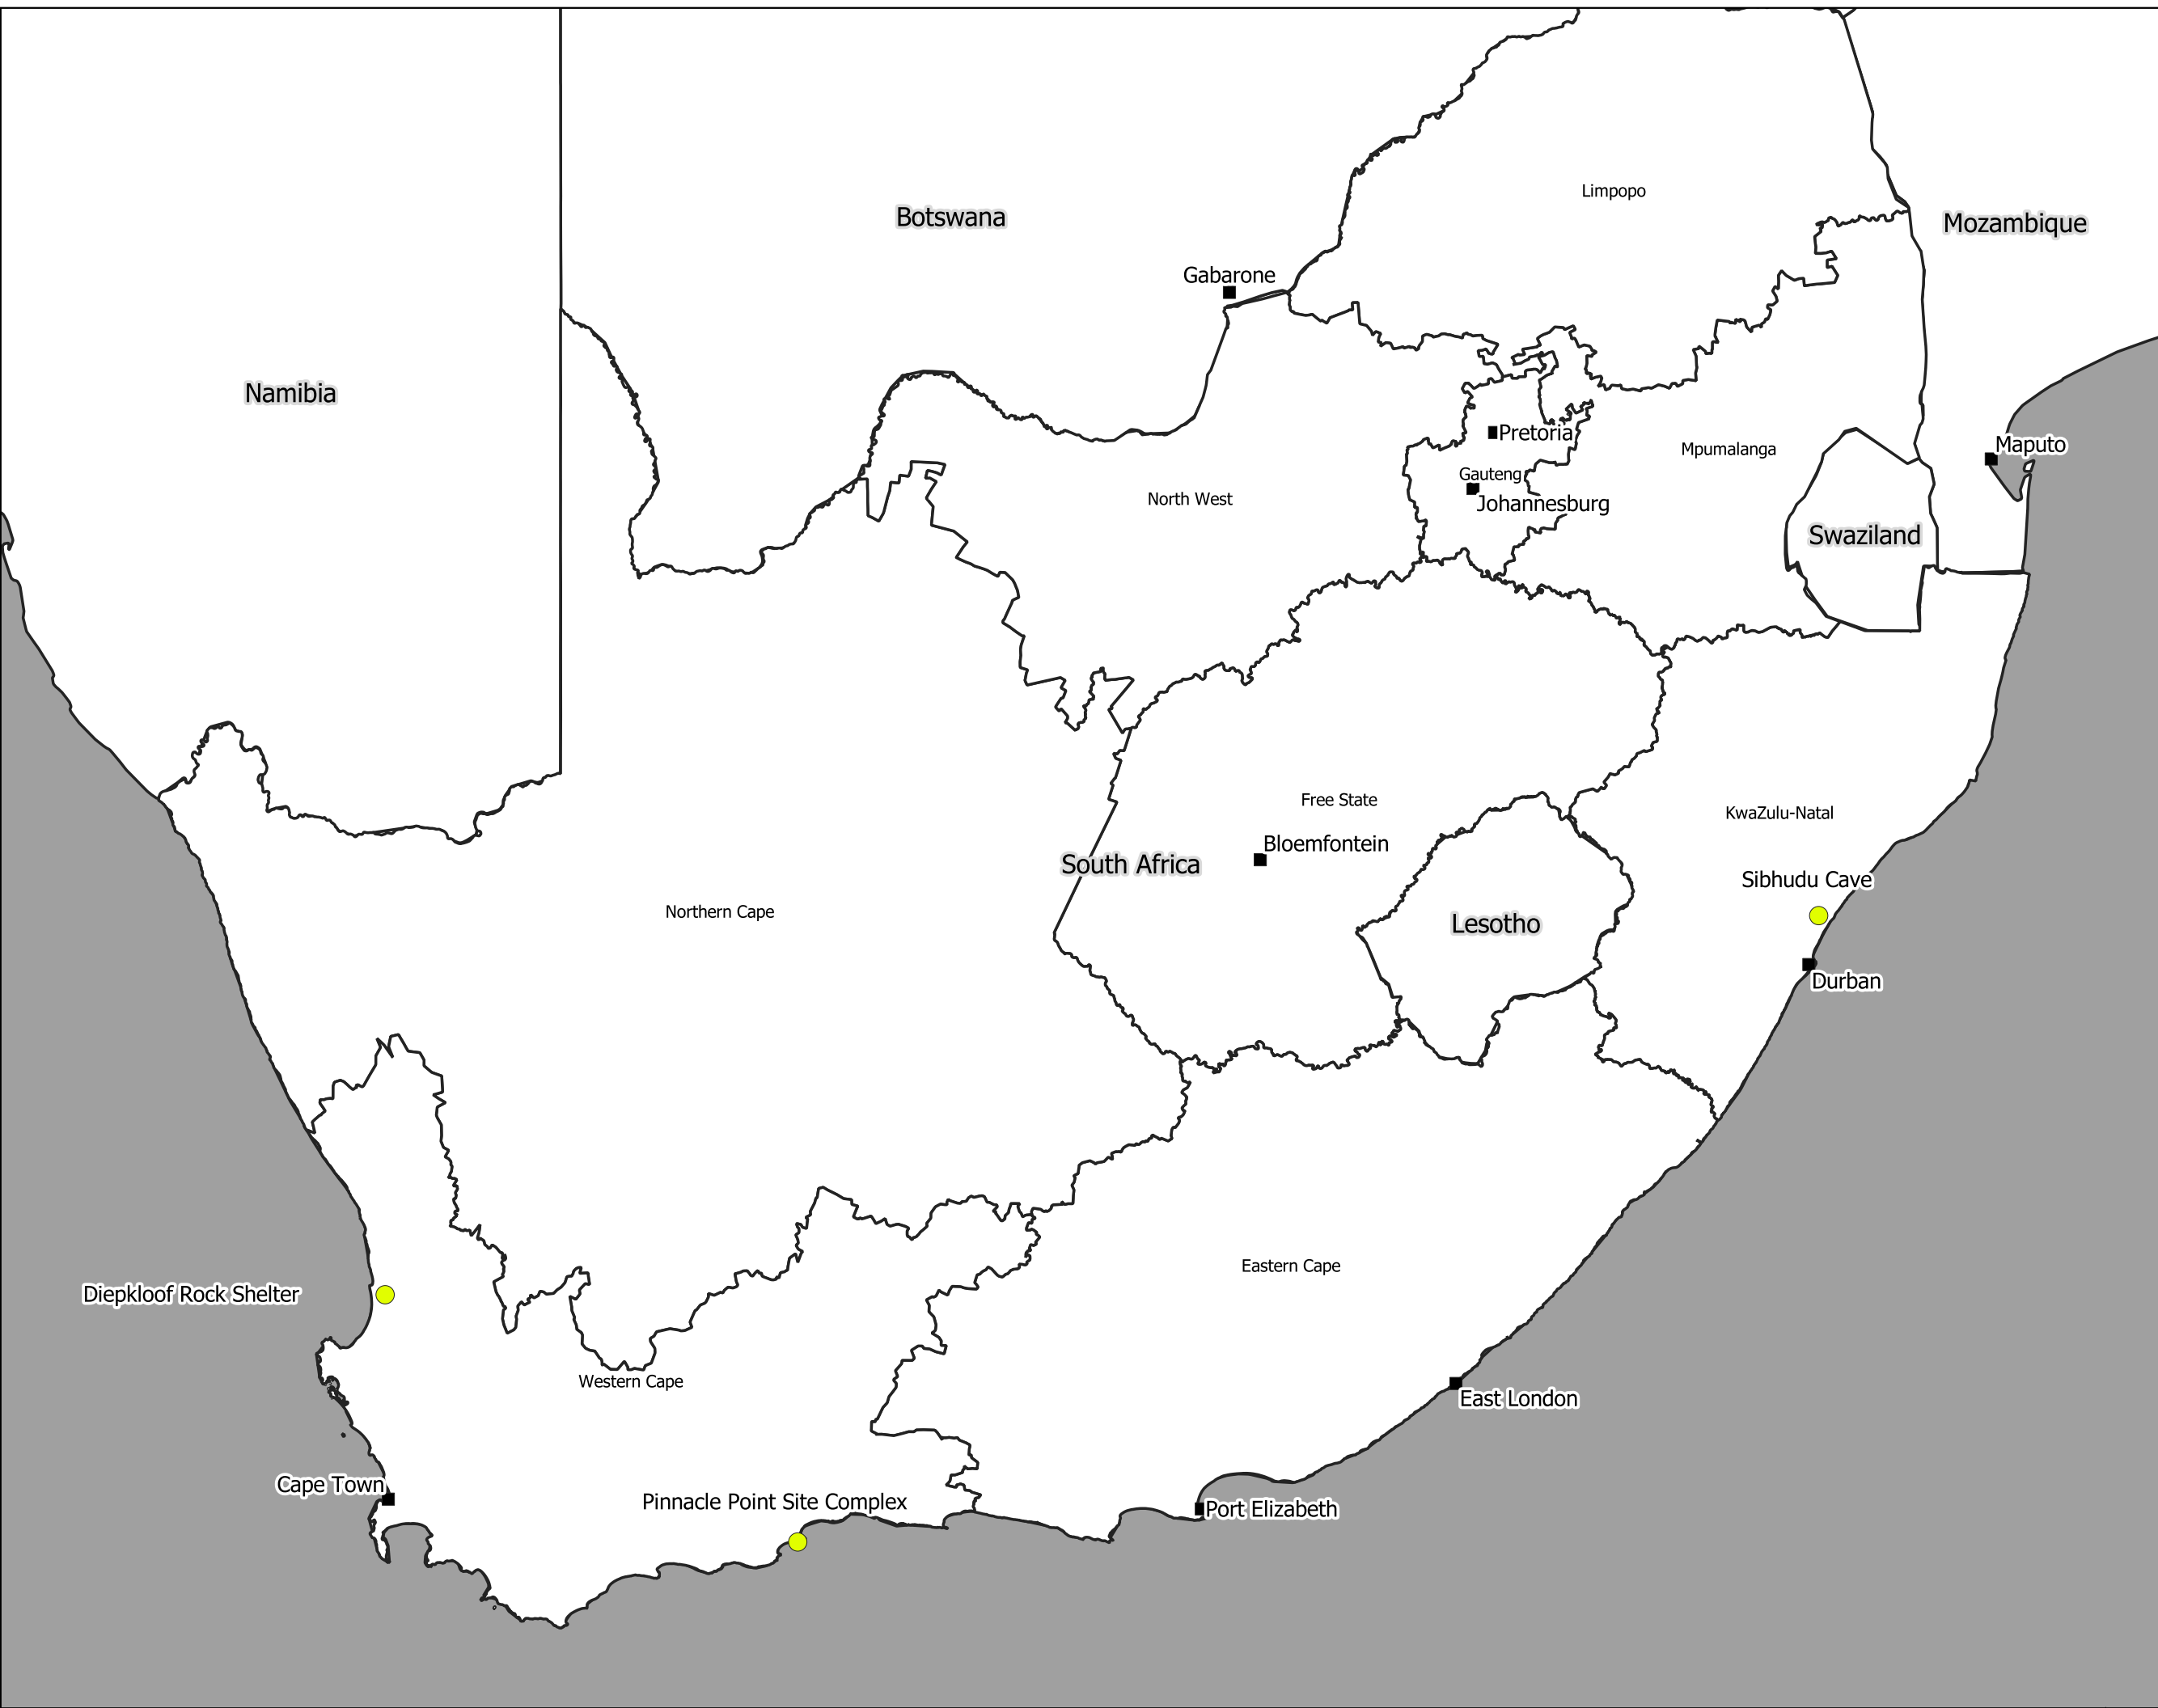 Limpopo
Botswana
Mozambique
Gabarone
Namibia
Pretoria
Maputo
Mpumalanga
Gauteng
North West
Johannesburg
Swaziland
Free State
KwaZulu-Natal
Bloemfontein
South Africa
Sibhudu Cave
Northern Cape
Lesotho
Durban
Eastern Cape
Diepkloof Rock Shelter
Western Cape
East London
Cape Town
Pinnacle Point Site Complex
Port Elizabeth